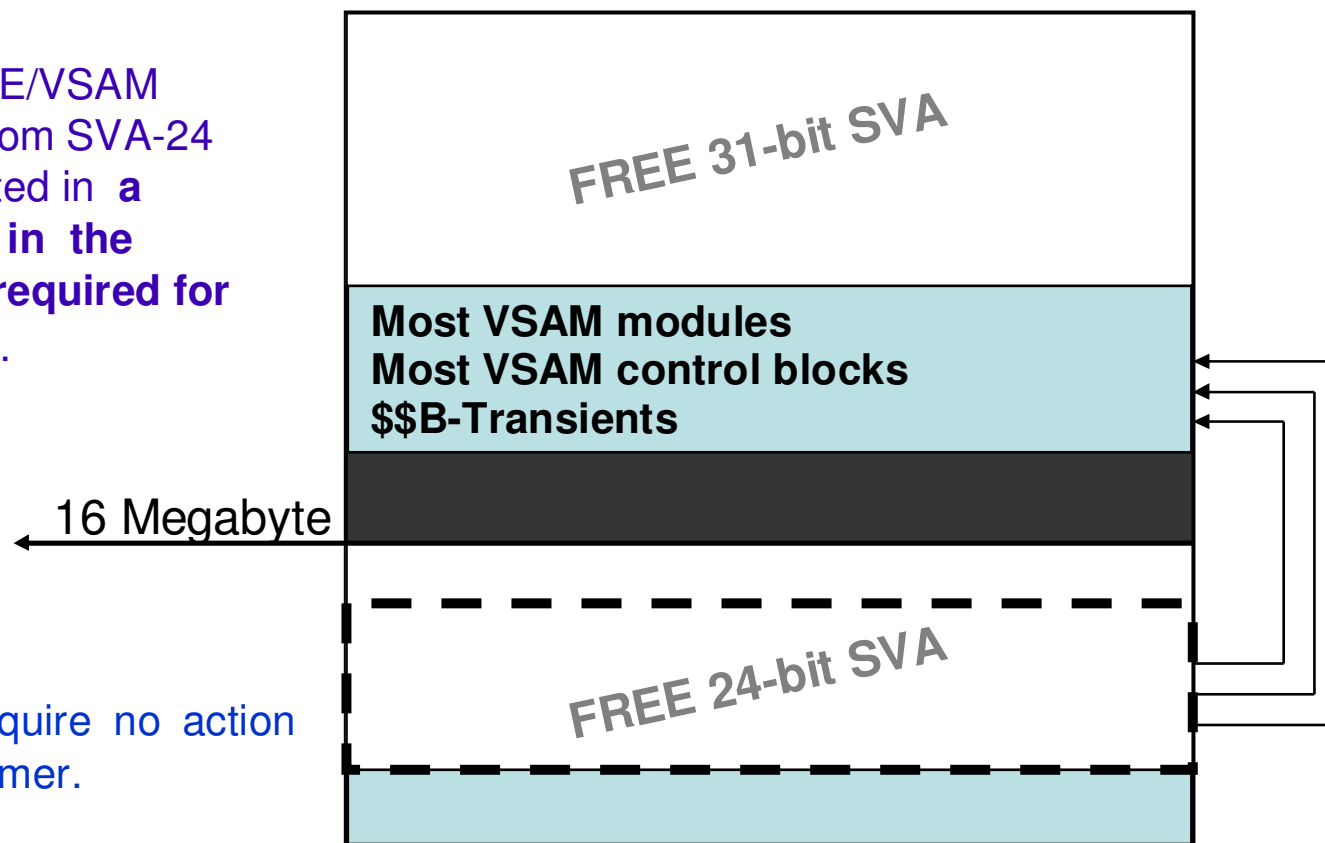 E/VSAM
om SVA-24
ted in a
in the
required for
.
FREE 31-bit SVA
Most VSAM modules
Most VSAM control blocks
$$B-Transients
16 Megabyte
FREE 24-bit SVA
quire no action
mer.